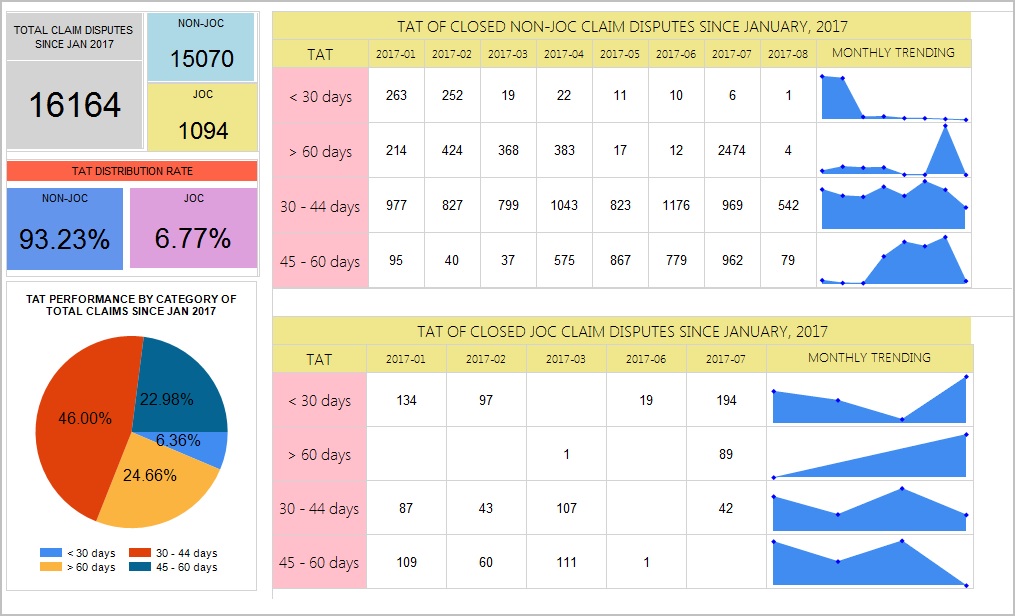 TOTAL CLAIM DISPUTES
SINCE JAN 2017
16164
NON-JOC
15070
JOC
1094
TAT DISTRIBUTION RATE
NON-JOC
93.23%
JOC
6.77%
TAT PERFORMANCE BY CATEGORY OF
TOTAL CLAIMS SINCE JAN 2017
22.98%
46.00%
6.36%
24.66%
< 30 days 30 - 44 days
> 60 days 45 - 60 days
TAT OF CLOSED NON-JOC CLAIM DISPUTES SINCE JANUARY, 2017
TAT 2017-01 2017-02 2017-03 2017-04 2017-05 2017-06 2017-07 2017-08 MONTHLY TRENDING
< 30 days 263 252 19 22 11 10 6 1
> 60 days 214 424 368 383 17 12 2474 4
30 - 44 days 977 827 799 1043 823 1176 969 542
45 - 60 days 95 40 37 575 867 779 962 79
TAT OF CLOSED JOC CLAIM DISPUTES SINCE JANUARY, 2017
TAT 2017-01 2017-02 2017-03 2017-06 2017-07 MONTHLY TRENDING
< 30 days 134 97 19 194
> 60 days 1 89
30 - 44 days 87 43 107 42
45 - 60 days 109 60 111 1